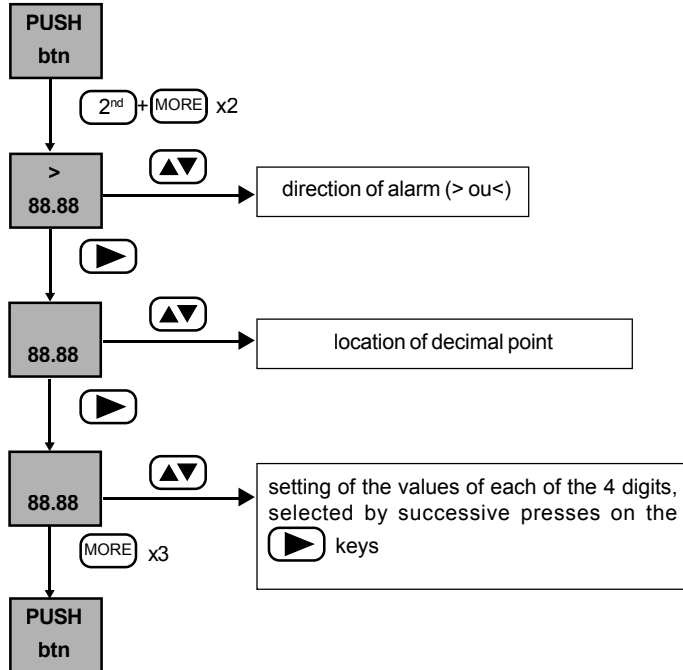 PUSH
btn
2nd + MORE x2
>
88.88
direction of alarm (> ou<)
88.88
location of decimal point
88.88
setting of the values of each of the 4 digits,
selected by successive presses on the
keys
MORE x3
PUSH
btn